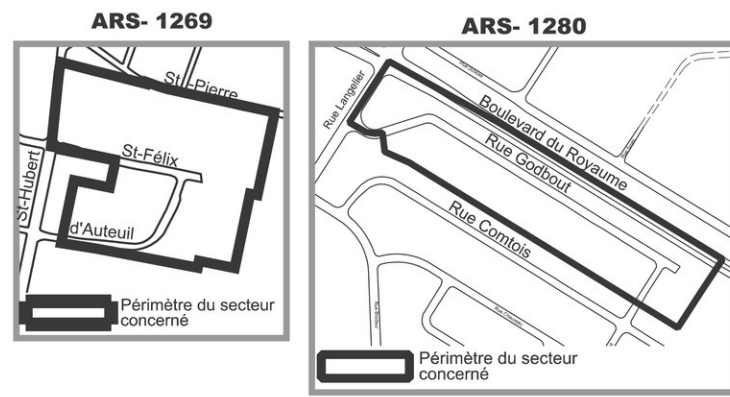 ARS- 1269
St.-Pierre
St-Félix
St-Hubert
d'Auteuil
Périmètre du secteur
concerné
ARS- 1280
Rue Langelier
Boulevard du Royaume
Rue Godbout
Rue Comtois
Périmètre du secteur
concerné